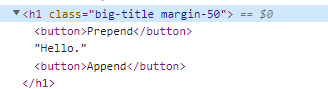 ▼<h1 class="big-title margin-50"> == $0
<button>Prepend</button>
"Hello."
<button>Append</button>
</h1>